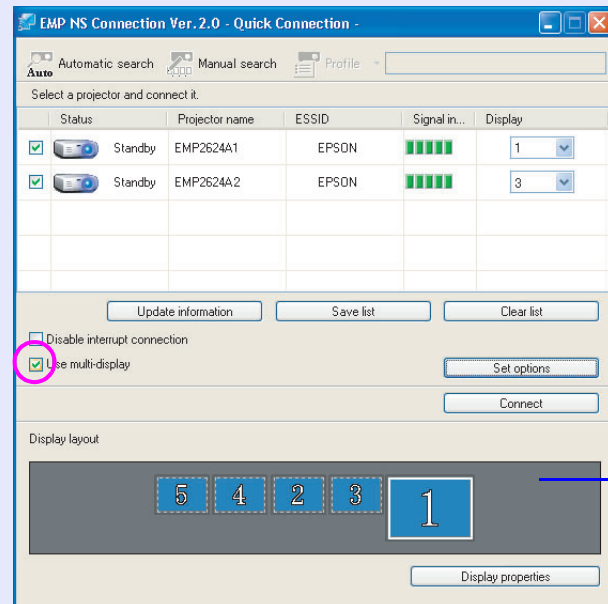 EMP NS Connection Ver.2.0 - Quick Connection -
Auto Automatic search Manual search Profile
Select a projector and connect it.
Status Projector name ESSID Signal in... Display
Standby EMP2624A1 EPSON 1
Standby EMP2624A2 EPSON 3
Update information Save list Clear list
Disable interrupt connection
Use multi-display Set options
Connect
Display layout
5 4 2 3 1
Display properties